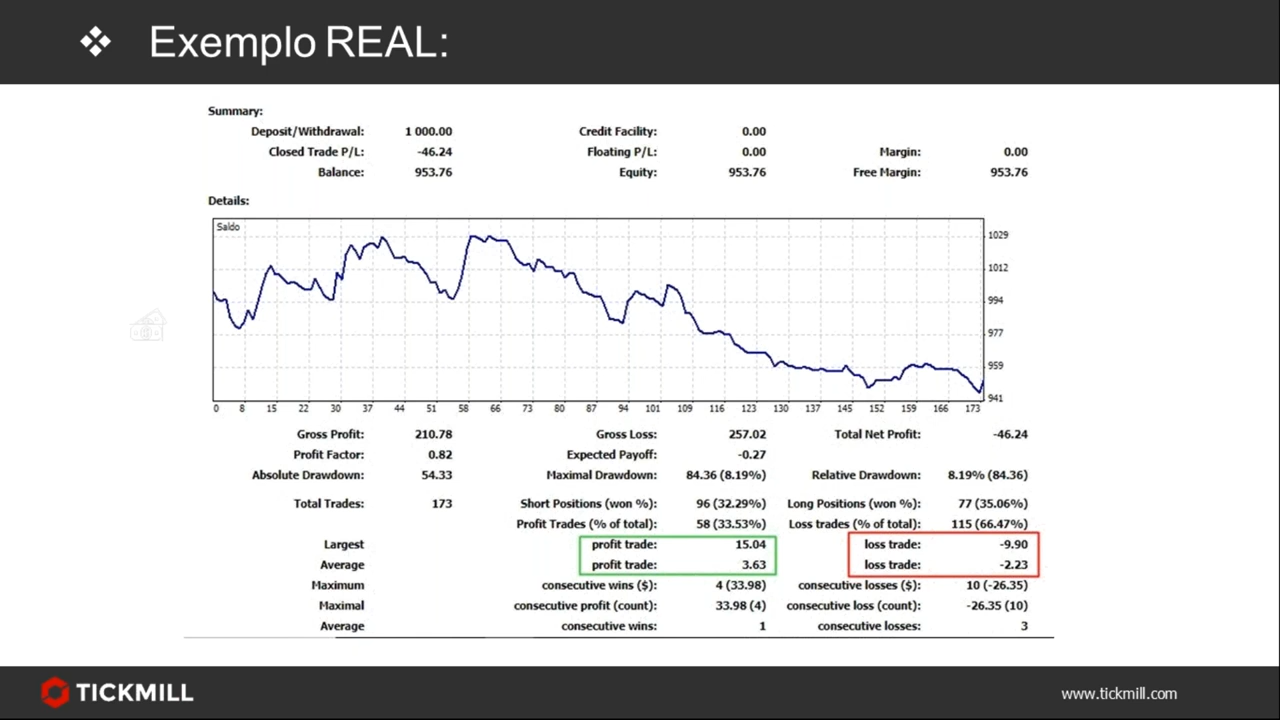 ❖ Exemplo REAL:
Summary:
Deposit/Withdrawal: 1 000.00 Credit Facility: 0.00
Closed Trade P/L: -46.24 Floating P/L: 0.00 Margin: 0.00
Balance: 953.76 Equity: 953.76 Free Margin: 953.76
Details:
Saldo
1029
1012
994
977
959
941
0 8 15 22 30 37 44 51 58 66 73 80 87 94 101 109 116 123 130 137 145 152 159 166 173
Gross Profit: 210.78 Gross Loss: 257.02 Total Net Profit: -46.24
Profit Factor: 0.82 Expected Payoff: -0.27
Absolute Drawdown: 54.33 Maximal Drawdown: 84.36 (8.19%) Relative Drawdown: 8.19% (84.36)
Total Trades: 173 Short Positions (won %): 96 (32.29%) Long Positions (won %): 77 (35.06%)
Profit Trades (% of total): 58 (33.53%) Loss trades (% of total): 115 (66.47%)
Largest profit trade: 15.04 loss trade: -9.90
Average profit trade: 3.63 loss trade: -2.23
Maximum consecutive wins ($): 4 (33.98) consecutive losses ($): 10 (-26.35)
Maximal consecutive profit (count): 33.98 (4) consecutive loss (count): -26.35 (10)
Average consecutive wins: 1 consecutive losses: 3
TICKMILL www.tickmill.com